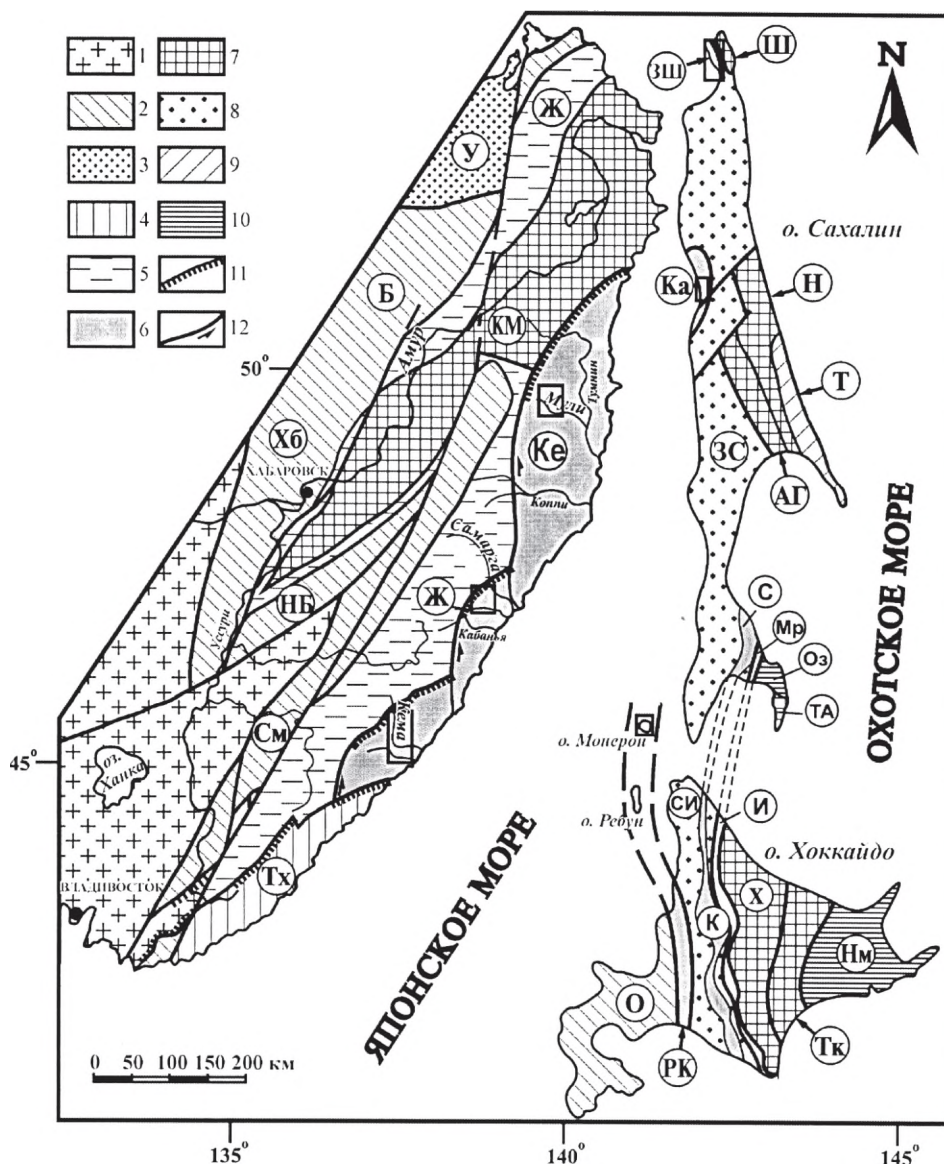 1
2
3
4
5
6
7
8
9
10
11
12
N
Ш
ЗШ
Ж
У
о. Сахалин
Б
Ка
Н
КМ
Амур
Тумнин
50°
Мули
Т
Хб
ХАБАРОВСК
Ке
ЗС
АГ
Коппи
Самарга
ОХОТСКОЕ МОРЕ
НБ
Ж
С
Уссури
Кабанья
Мр
Оз
ТА
См
Кема
о. Монерон
45°
оз. Ханка
СИ
И
о. Ребун
о. Хоккайдо
ВЛАДИВОСТОК
Тх
Х
К
ЯПОНСКОЕ МОРЕ
Нм
О
Тк
РК
0 50 100 150 200 км
135°
140°
145°